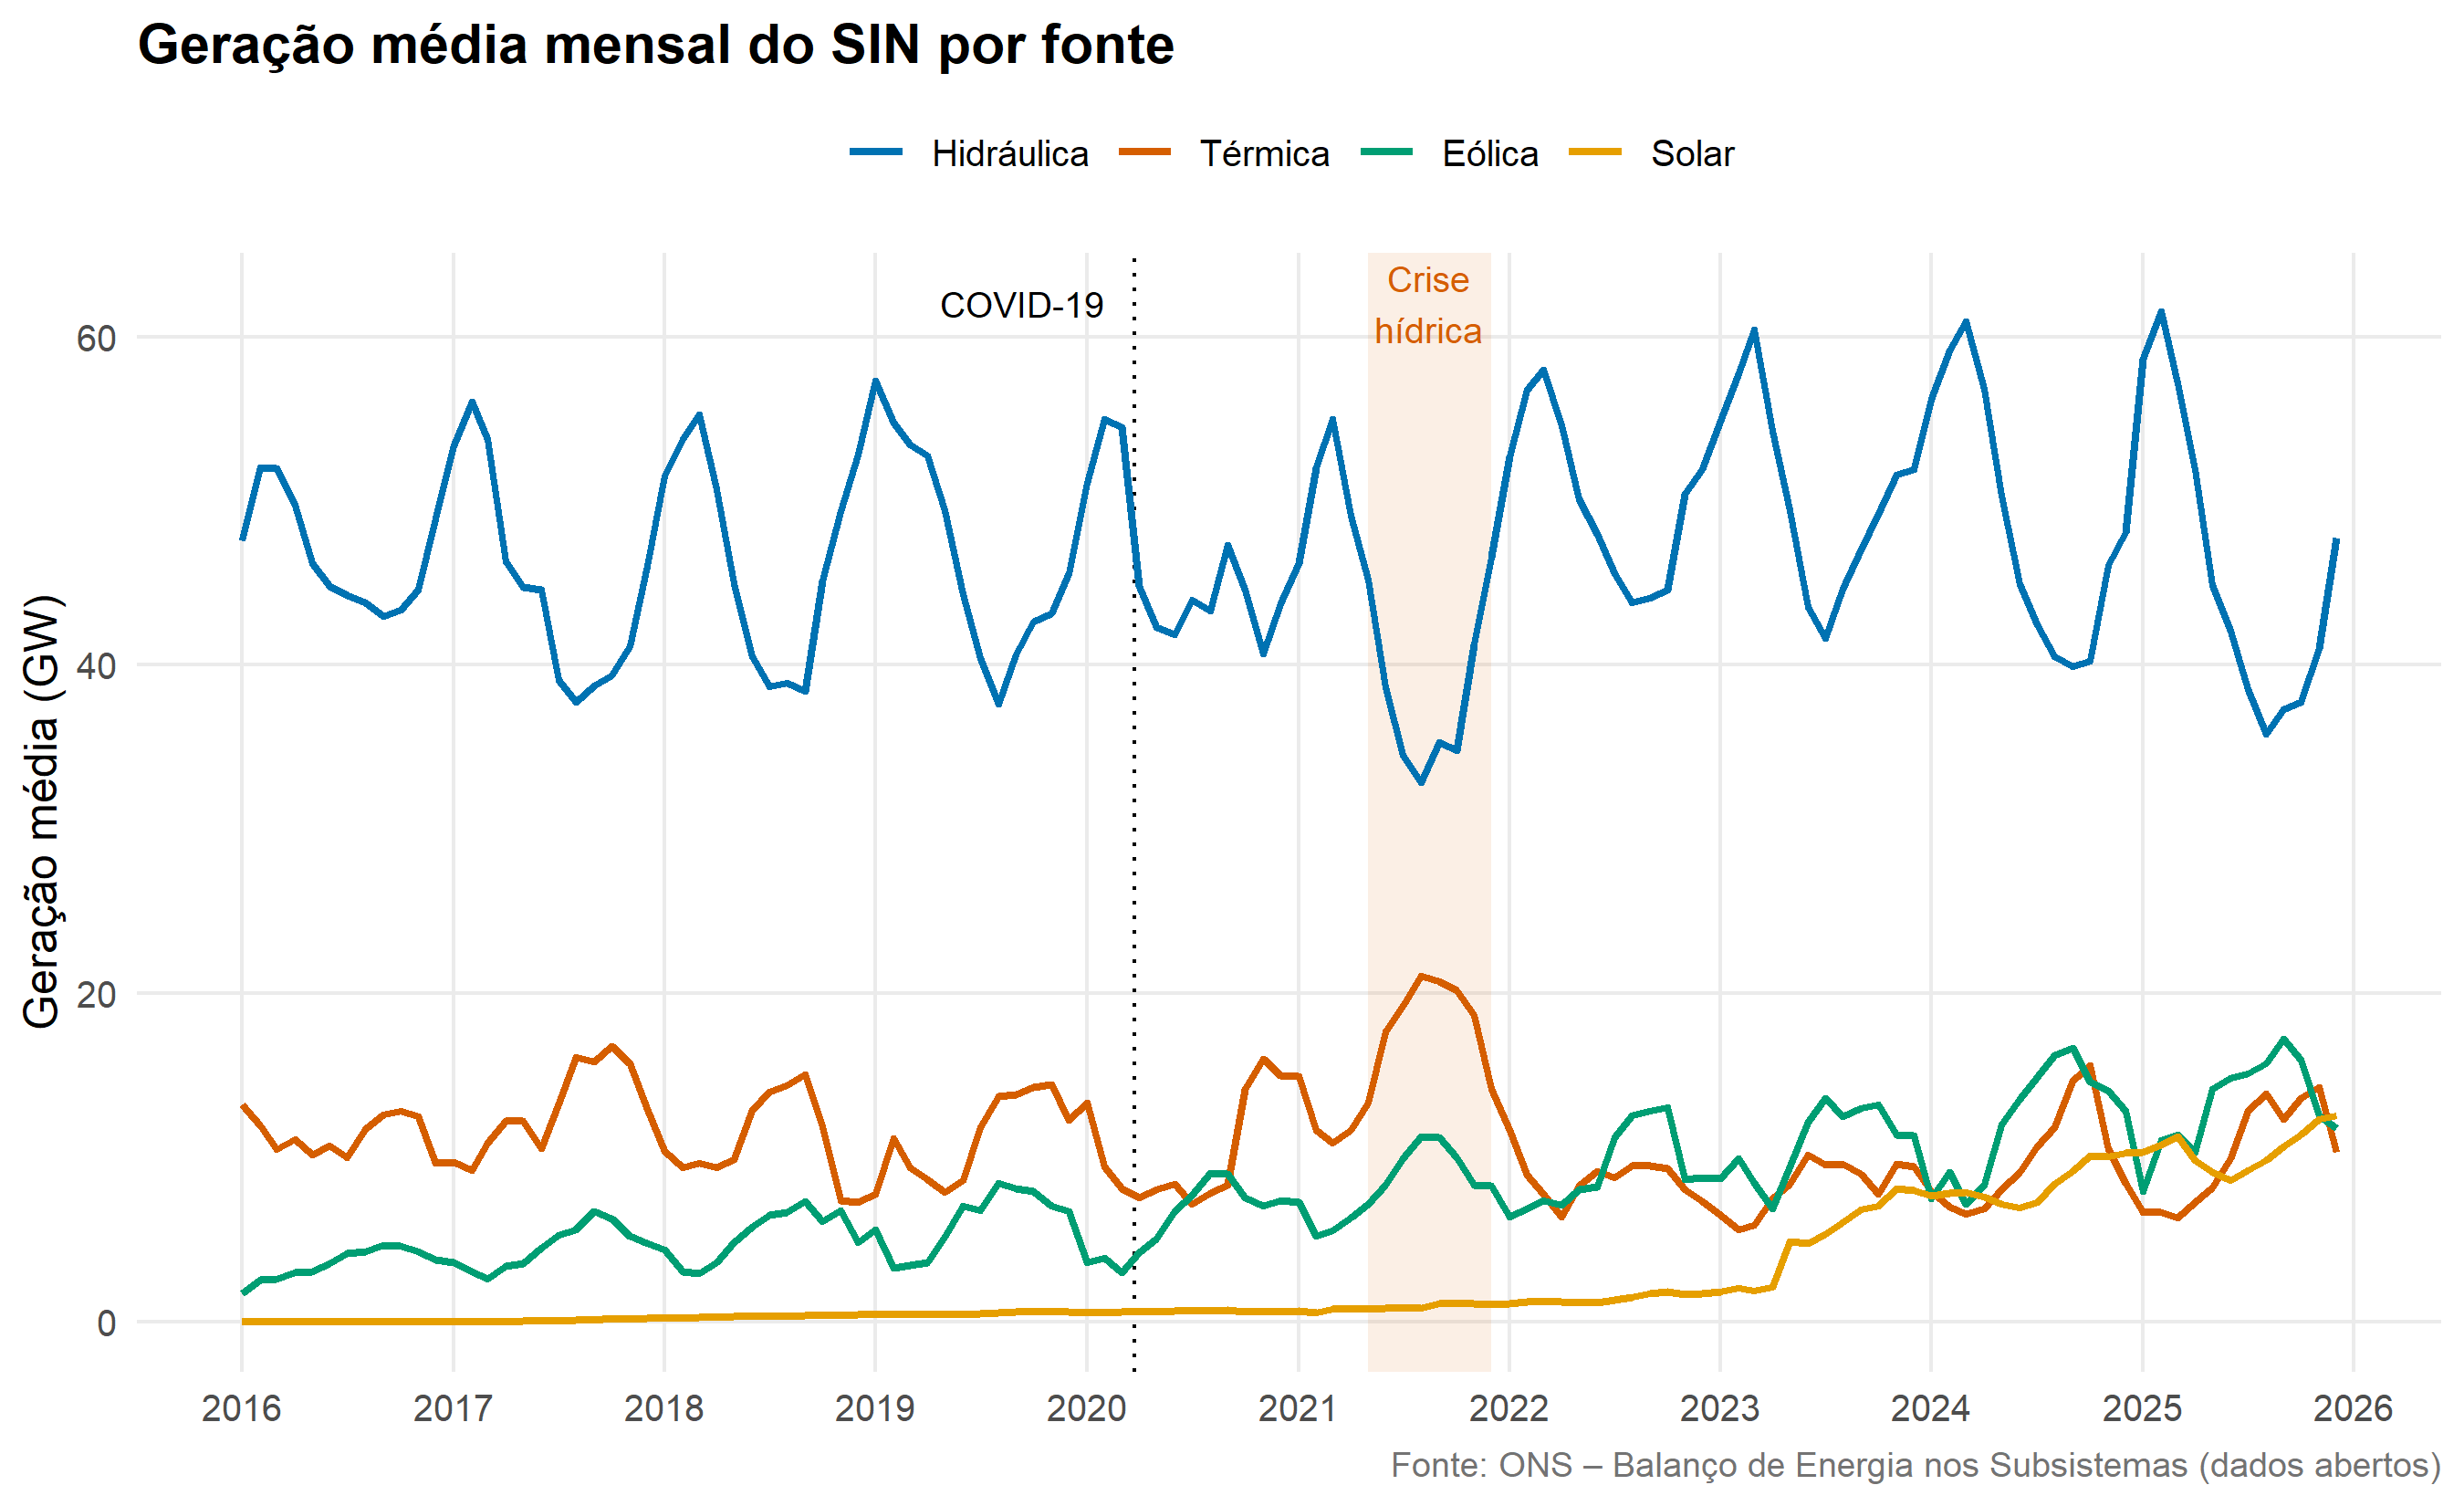 Geração média mensal do SIN por fonte
Hidráulica Térmica Eólica Solar
COVID-19
Crise
hídrica
Geração média (GW)
60
40
20
0
2016 2017 2018 2019 2020 2021 2022 2023 2024 2025 2026
Fonte: ONS – Balanço de Energia nos Subsistemas (dados abertos)